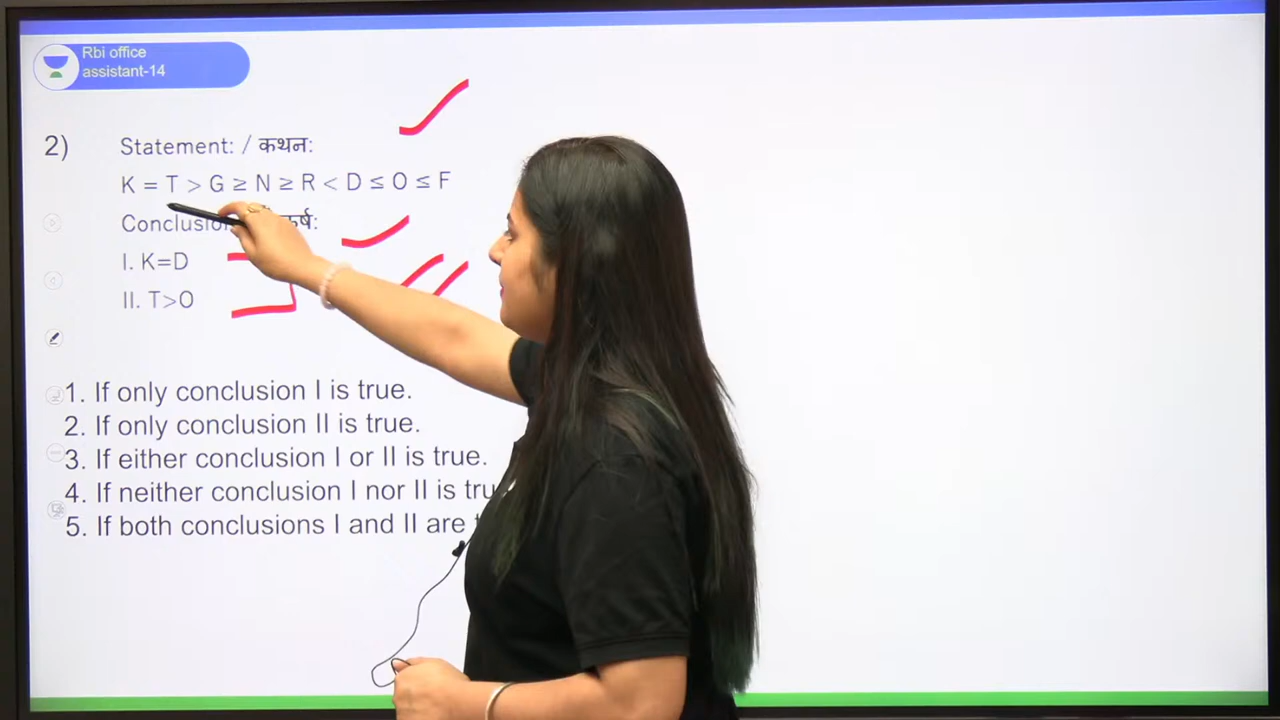 Rbi office
assistant-14
2) Statement: / कथन:
K = T > G ≥ N ≥ R < D ≤ O ≤ F
I. K=D
II. T>O
1. If only conclusion I is true.
2. If only conclusion II is true.
3. If either conclusion I or II is true.
4. If neither conclusion I nor II is
5. If both conclusions I and II are